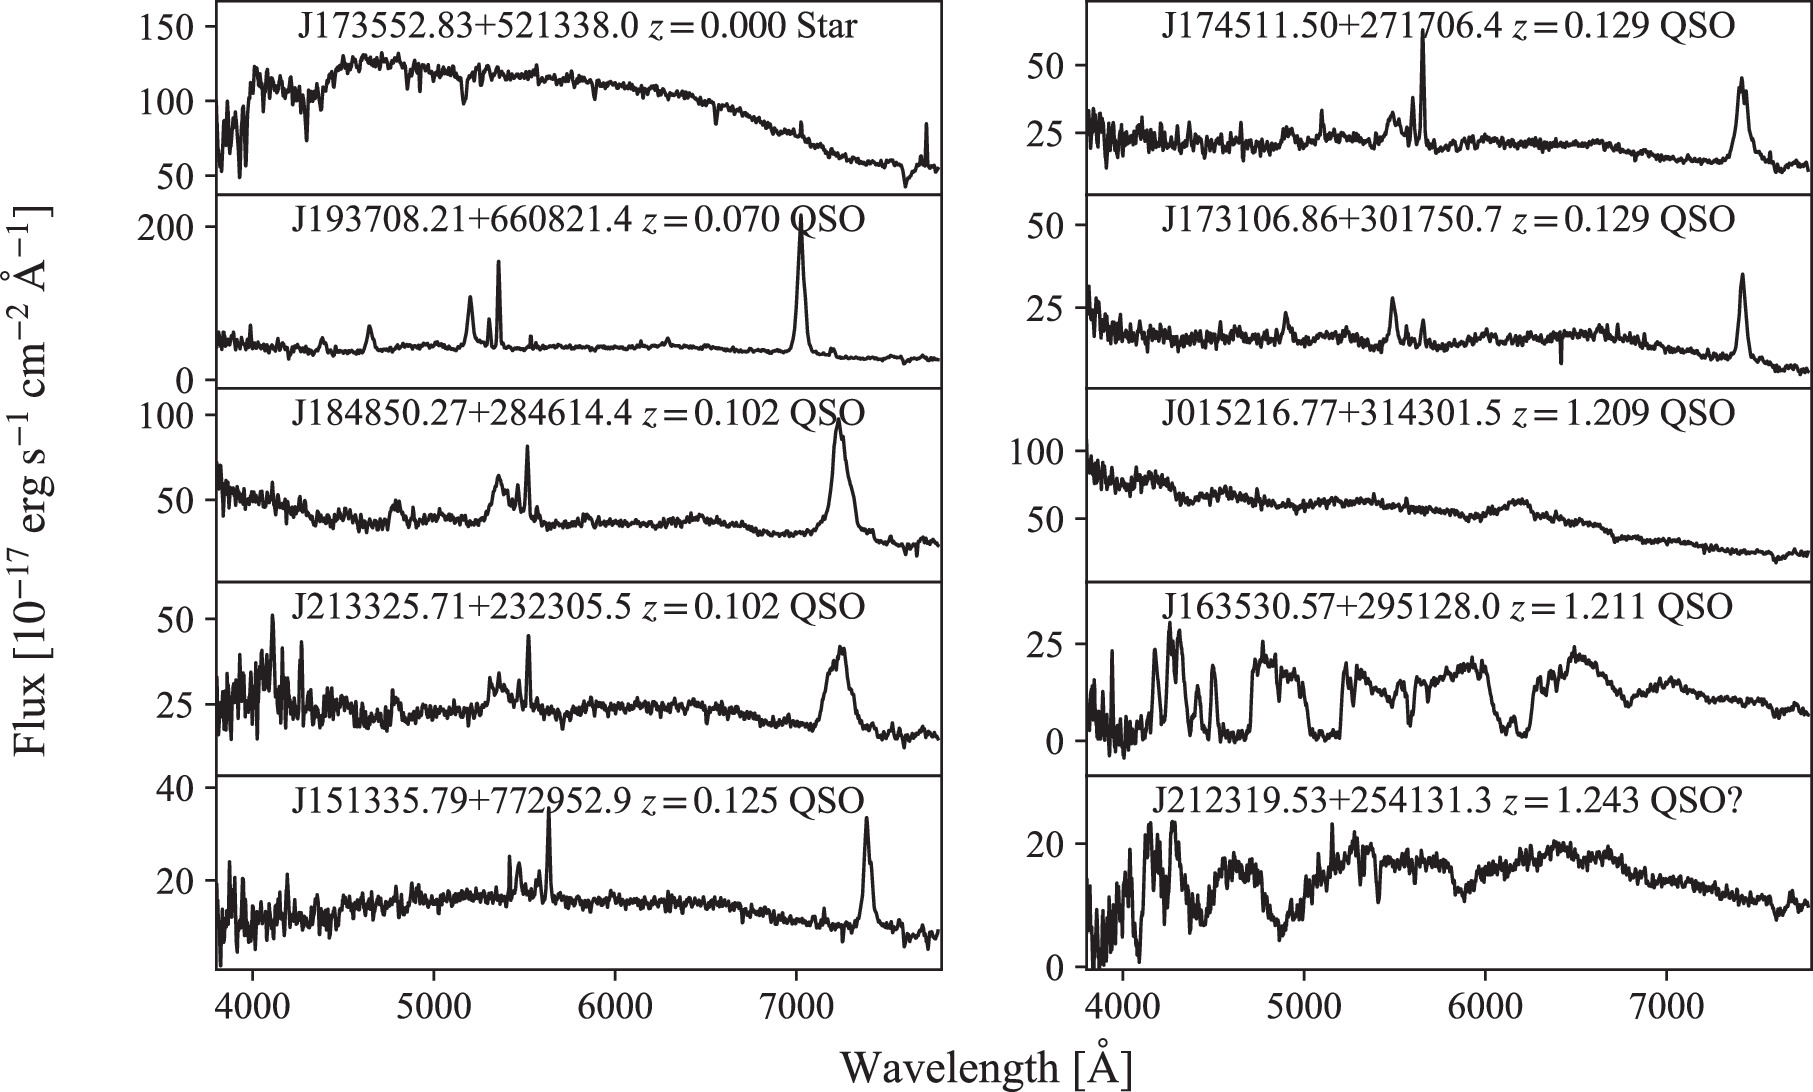 Flux [10−17 erg s−1 cm−2 Å−1]
J173552.83+521338.0 z=0.000 Star
150
100
50
J193708.21+660821.4 z=0.070 QSO
200
0
J184850.27+284614.4 z=0.102 QSO
100
50
J213325.71+232305.5 z=0.102 QSO
50
25
J151335.79+772952.9 z=0.125 QSO
40
20
4000 5000 6000 7000
J174511.50+271706.4 z=0.129 QSO
50
25
J173106.86+301750.7 z=0.129 QSO
50
25
J015216.77+314301.5 z=1.209 QSO
100
50
J163530.57+295128.0 z=1.211 QSO
25
0
J212319.53+254131.3 z=1.243 QSO?
20
0
4000 5000 6000 7000
Wavelength [Å]